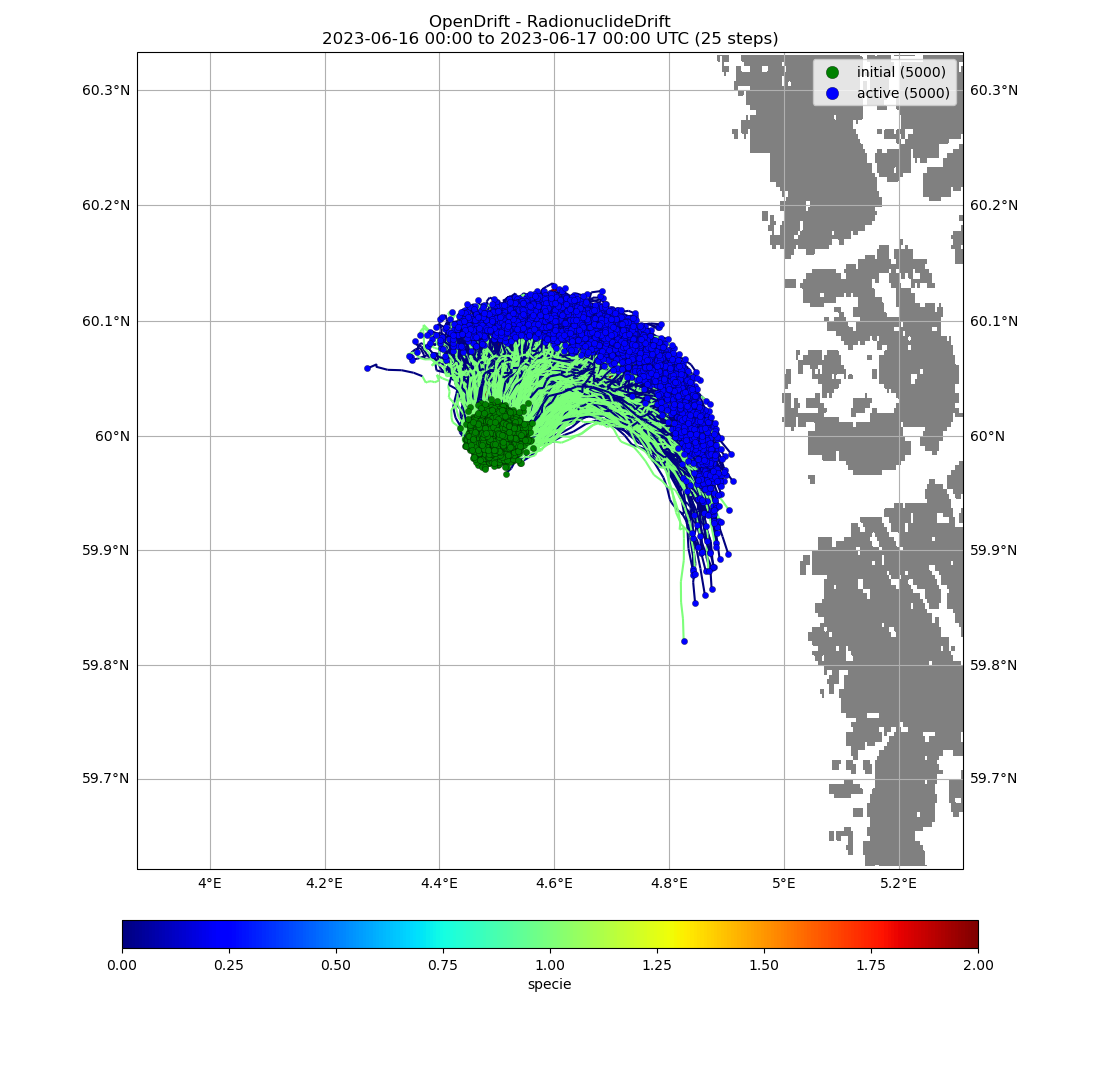 OpenDrift - RadionuclideDrift
2023-06-16 00:00 to 2023-06-17 00:00 UTC (25 steps)
initial (5000)
active (5000)
60.3°N
60.3°N
60.2°N
60.2°N
60.1°N
60.1°N
60°N
60°N
59.9°N
59.9°N
59.8°N
59.8°N
59.7°N
59.7°N
4°E
4.2°E
4.4°E
4.6°E
4.8°E
5°E
5.2°E
0.00
0.25
0.50
0.75
1.00
1.25
1.50
1.75
2.00
specie